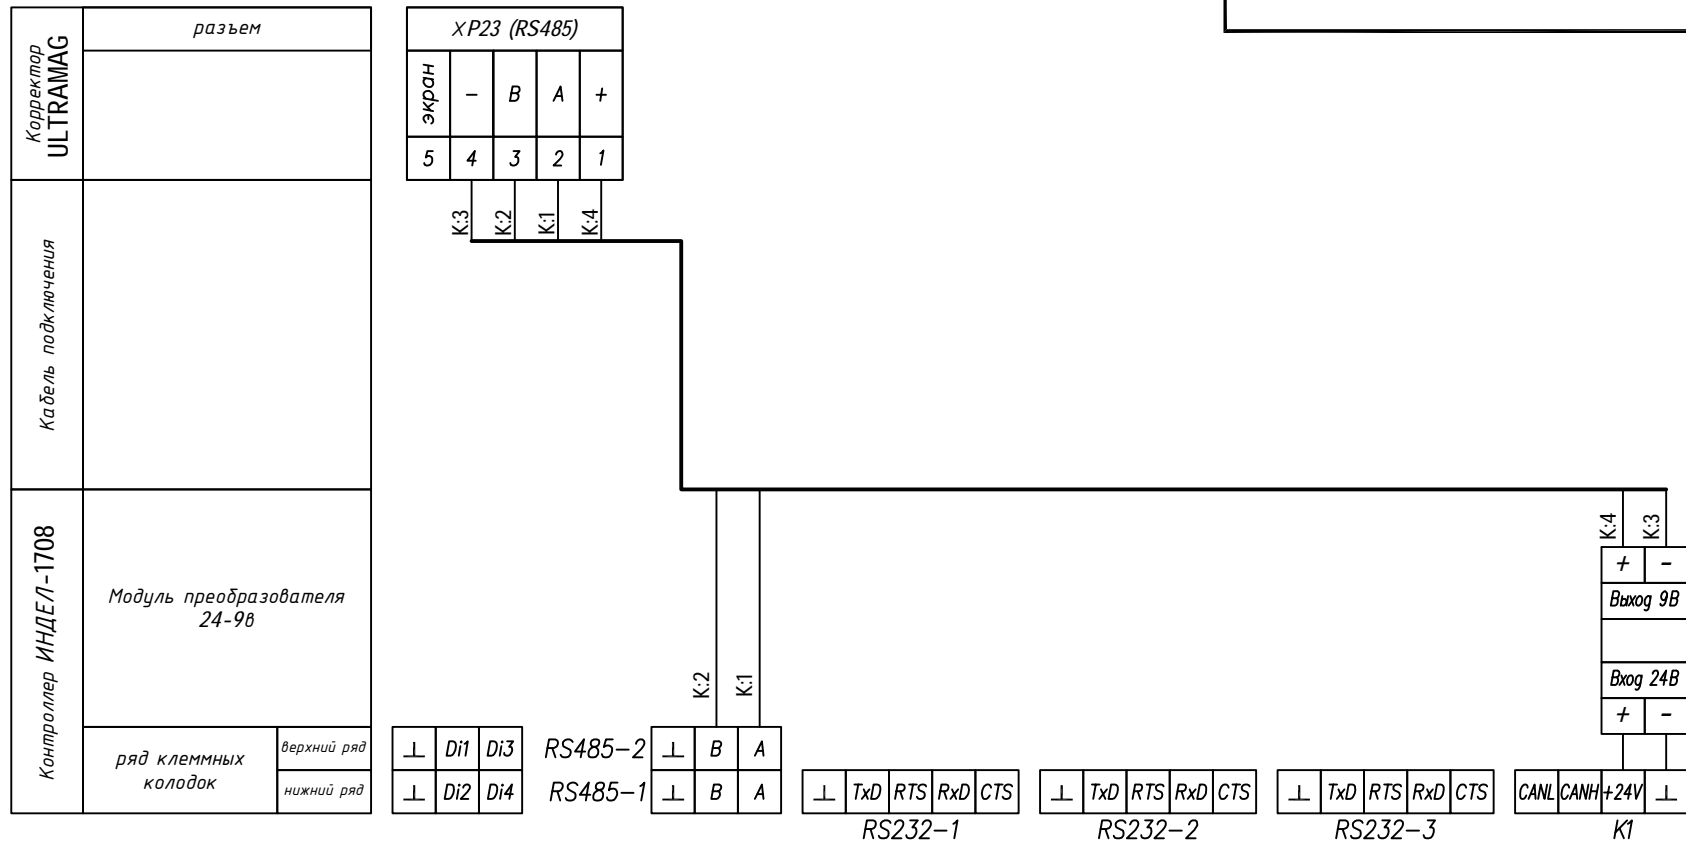 Корректор
ULTRAMAG
разъем
XP23 (RS485)
экран - B A +
5 4 3 2 1
K:3 K:2 K:1 K:4
Кабель подключения
K:4 K:3
+ -
Выход 9В
Вход 24В
+ -
Контроллер ИНДЕЛ-1708
Модуль преобразователя
24-9в
K:2 K:1
ряд клеммных
колодок
верхний ряд
нижний ряд
⊥ Di1 Di3 RS485-2 ⊥ B A
⊥ Di2 Di4 RS485-1 ⊥ B A
⊥ TxD RTS RxD CTS ⊥ TxD RTS RxD CTS ⊥ TxD RTS RxD CTS CANL CANH +24V ⊥
RS232-1 RS232-2 RS232-3 K1